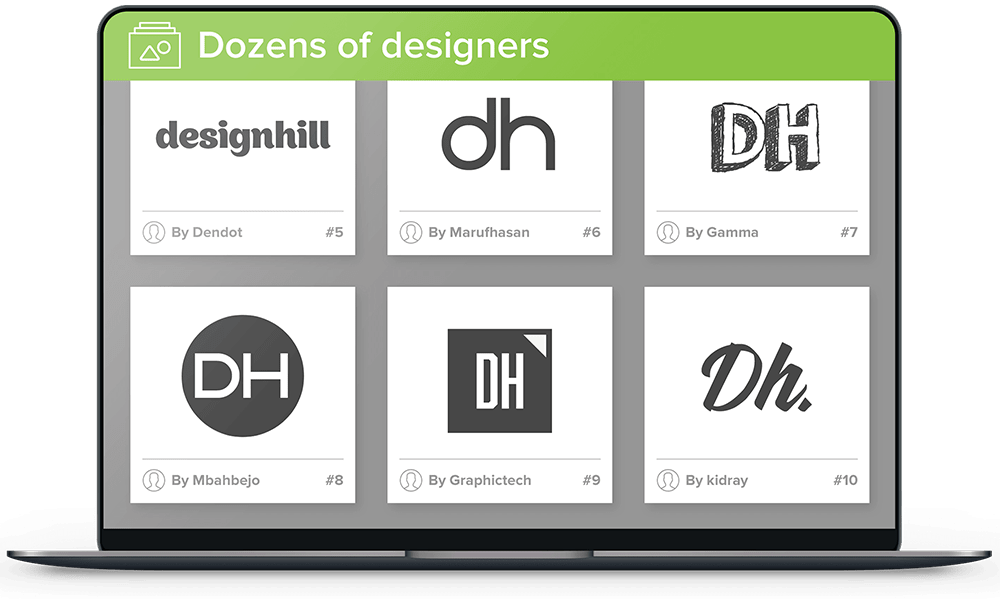 Dozens of designers
designhill
By Dendot #5
dh
By Marufhasan #6
DH
By Gamma #7
DH
By Mbahbejo #8
DH
By Graphictech #9
Dh.
By kidray #10